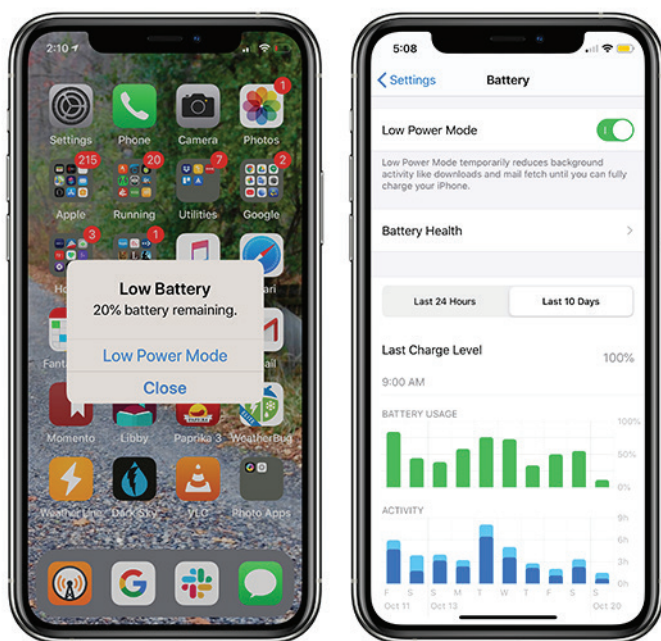 2:10
1
Settings Phone Camera Photos
215 20 7 2
Apple Running Utilities Google
3 1
Low Battery
20% battery remaining.
Low Power Mode
Close
Momento Libby Paprika 3 WeatherBug
Weather Line Dark Sky VLC Photo Apps
5:08
Settings Battery
Low Power Mode
Low Power Mode temporarily reduces background
activity like downloads and mail fetch until you can fully
charge your iPhone.
Battery Health
Last 24 Hours Last 10 Days
Last Charge Level 100%
9:00 AM
BATTERY USAGE
100%
50%
0%
ACTIVITY
9h
6h
3h
0h
F S S M T W T F S S
Oct 11 Oct 13 Oct 20